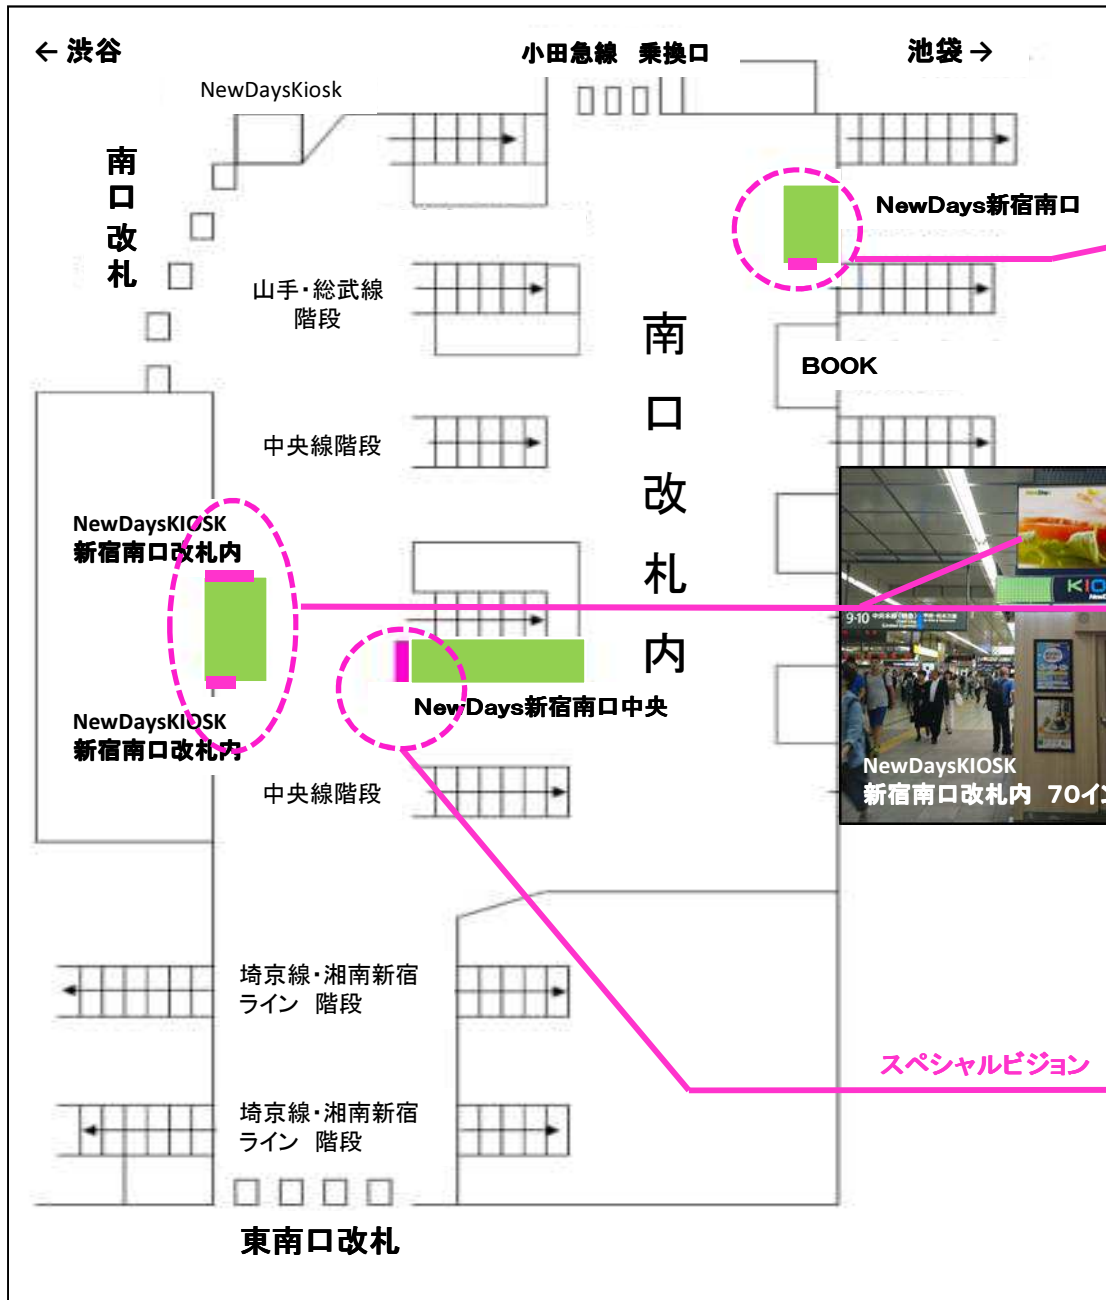 ← 渋谷
小田急線　乗換口
池袋 →
NewDaysKiosk
南口改札
NewDays新宿南口
山手・総武線
階段
南口改札内
BOOK
中央線階段
NewDaysKIOSK
新宿南口改札内
9-10
NewDaysKIOSK
新宿南口改札内　70イン
NewDays新宿南口中央
NewDaysKIOSK
新宿南口改札内
中央線階段
埼京線・湘南新宿
ライン　階段
スペシャルビジョン
埼京線・湘南新宿
ライン　階段
東南口改札